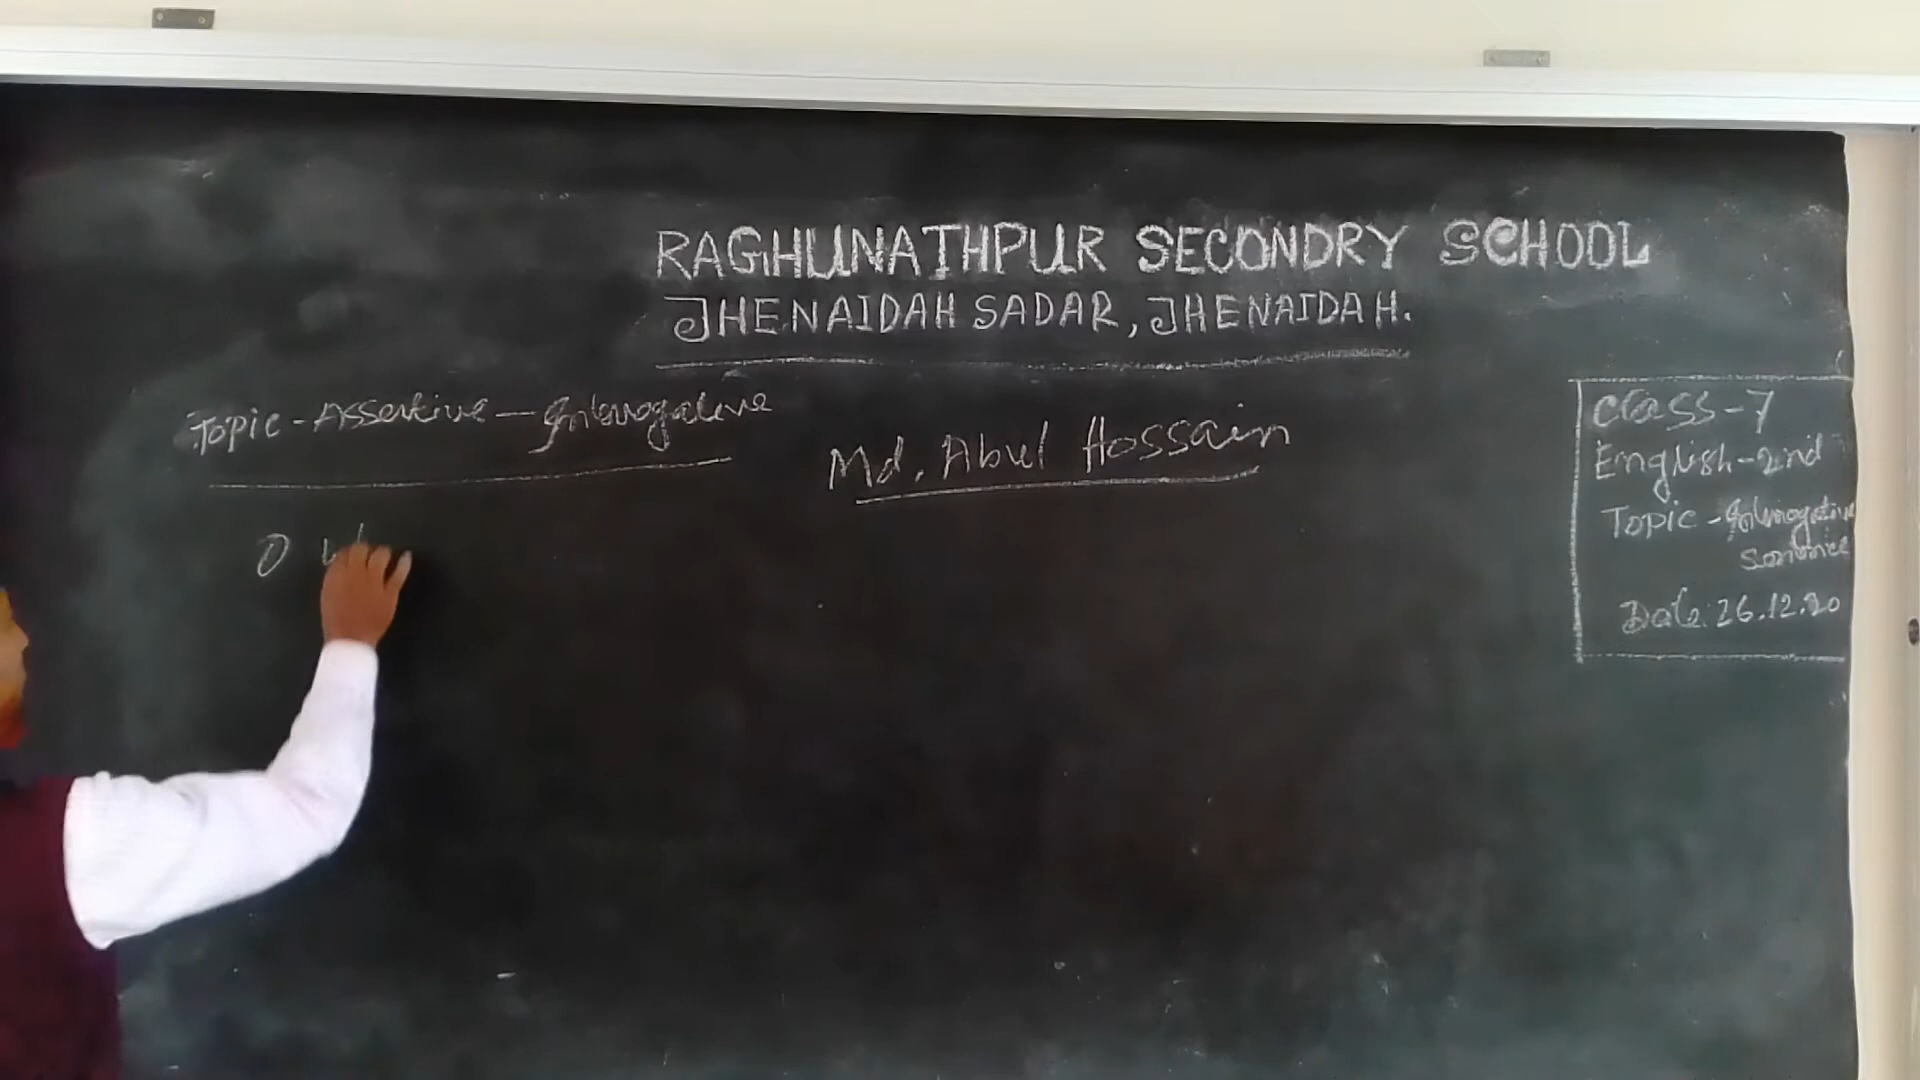 RAGHUNATHPUR SECONDRY SCHOOL
JHENAIDAH SADAR, JHENAIDAH.
Topic - Assertive — Interrogative
Md. Abul Hossain
Class - 7
English - 2nd
Topic - Interrogative
Date: 26.12.20